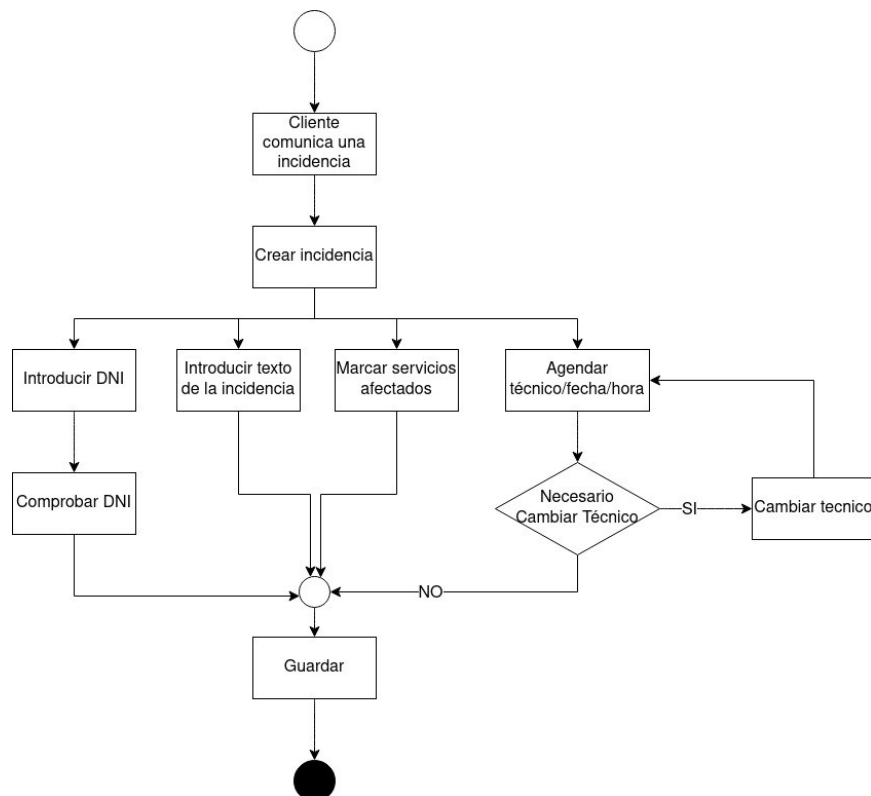 Cliente
comunica una
incidencia
Crear incidencia
Introducir DNI
Introducir texto
de la incidencia
Marcar servicios
afectados
Agendar
técnico/fecha/hora
Comprobar DNI
Necesario
Cambiar Técnico
SI
Cambiar tecnico
NO
Guardar